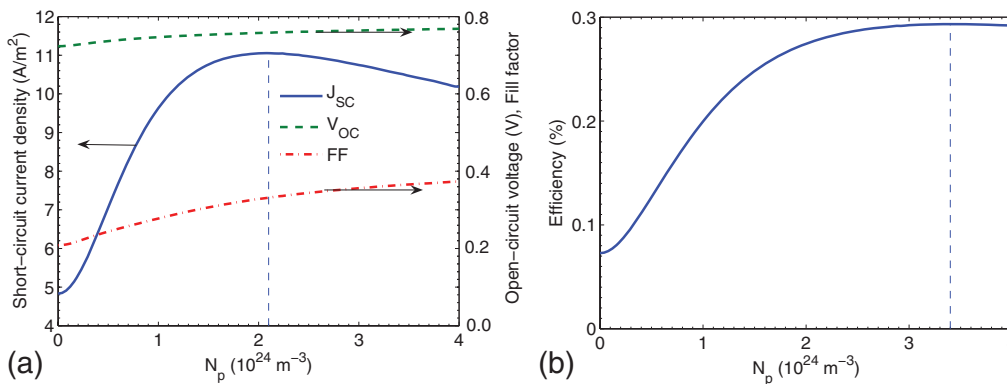 Short-circuit current density (A/m²)
12
11
10
9
8
7
6
5
4
J_SC
V_OC
FF
0.8
0.6
0.4
0.2
0.0
Open-circuit voltage (V), Fill factor
0 1 2 3 4
N_p (10²⁴ m⁻³)
(a)
Efficiency (%)
0.3
0.2
0.1
0
0 1 2 3
N_p (10²⁴ m⁻³)
(b)